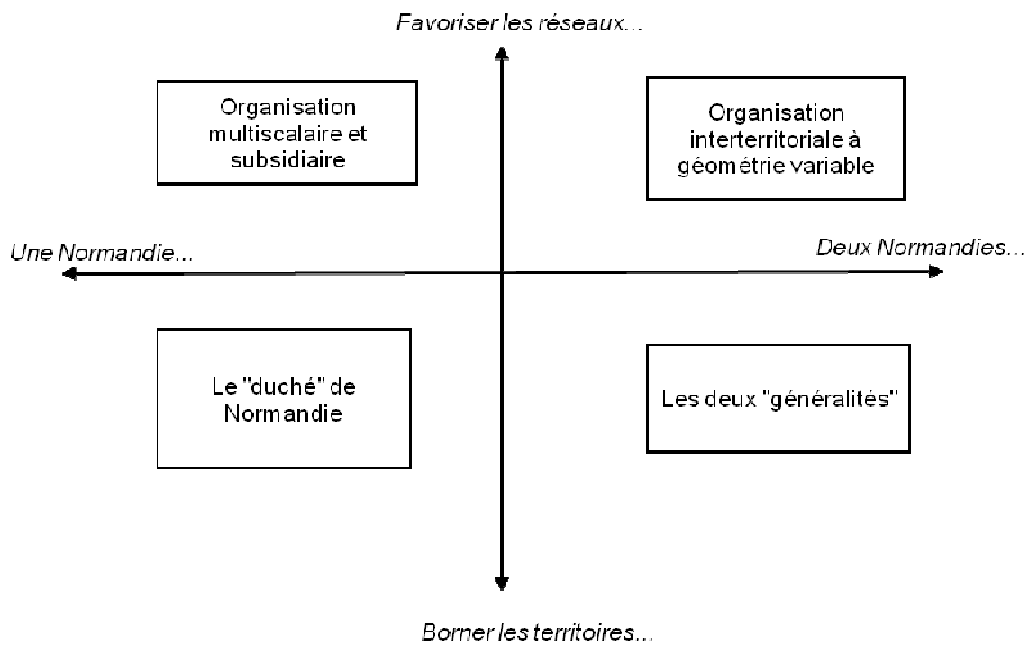 Favoriser les réseaux...
Organisation
multiscalaire et
subsidiaire
Organisation
interterritoriale à
géométrie variable
Une Normandie...
Deux Normandies...
Le "duché" de
Normandie
Les deux "généralités"
Borner les territoires...